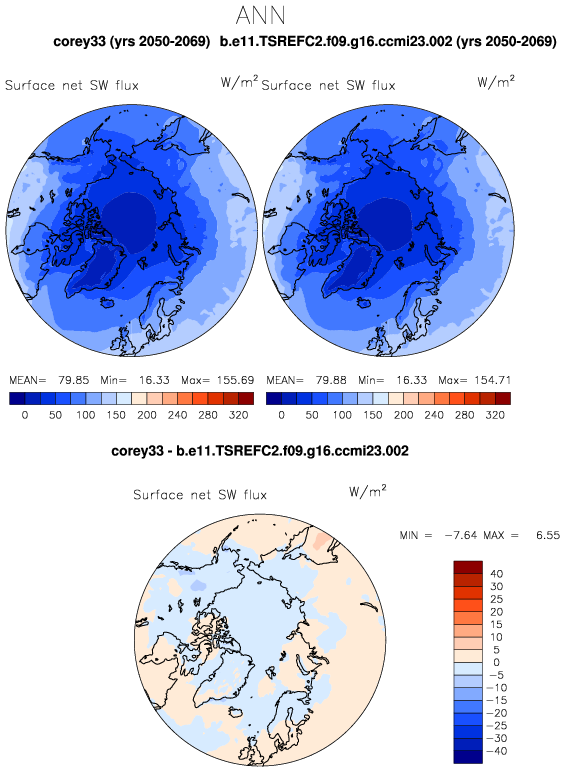 ANN
corey33 (yrs 2050-2069) b.e11.TSREFC2.f09.g16.ccmi23.002 (yrs 2050-2069)
Surface net SW flux W/m² Surface net SW flux W/m²
MEAN= 79.85 Min= 16.33 Max= 155.69 MEAN= 79.88 Min= 16.33 Max= 154.71
0 50 100 150 200 240 280 320 0 50 100 150 200 240 280 320
corey33 - b.e11.TSREFC2.f09.g16.ccmi23.002
Surface net SW flux W/m²
MIN = -7.64 MAX = 6.55
40
30
25
20
15
10
5
0
-5
-10
-15
-20
-25
-30
-40